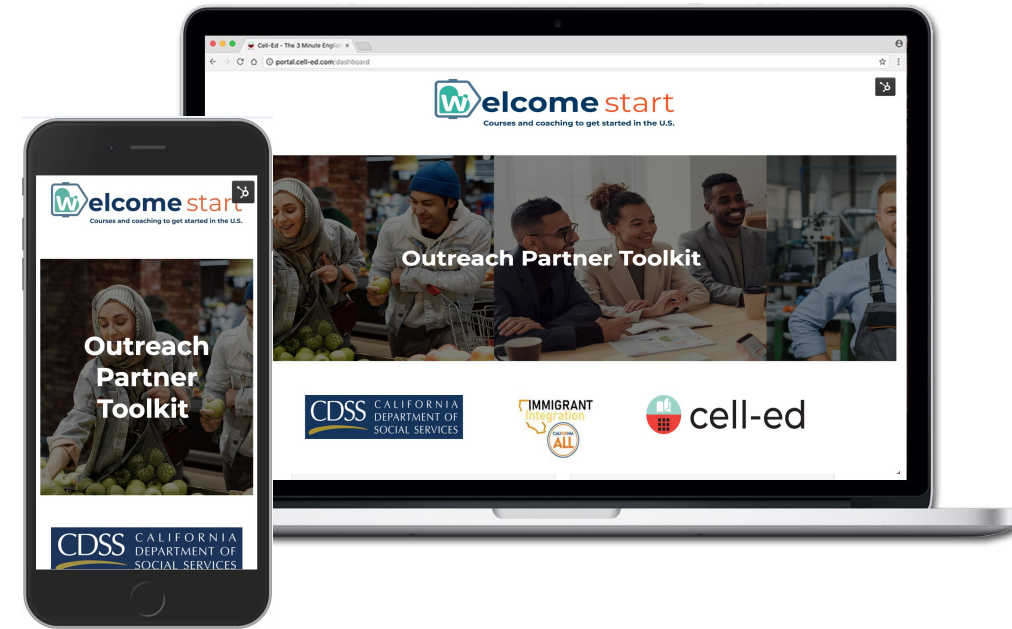 Cell-Ed - The 3 Minute English
portal.cell-ed.com/dashboard
Welcome start
Courses and coaching to get started in the U.S.
Outreach Partner Toolkit
CDSS
CALIFORNIA
DEPARTMENT OF
SOCIAL SERVICES
IMMIGRANT
Integration
CALIFORNIA
ALL
cell-ed
Welcome start
Courses and coaching to get started in the U.S.
Outreach
Partner
Toolkit
CDSS
CALIFORNIA
DEPARTMENT OF
SOCIAL SERVICES